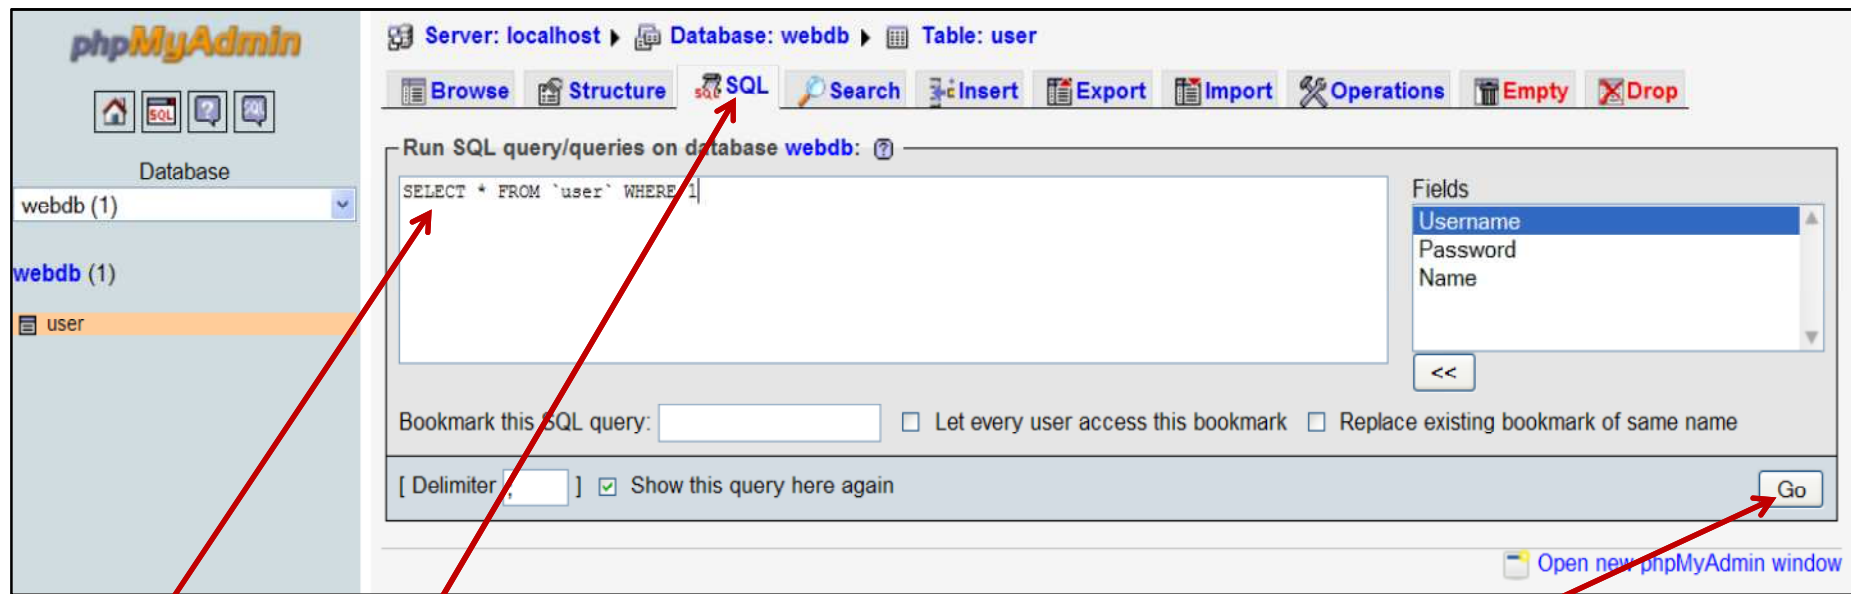 phpMyAdmin
SQL
SQL
Database
webdb (1)
webdb (1)
user
Server: localhost Database: webdb Table: user
Browse Structure SQL Search Insert Export Import Operations Empty Drop
Run SQL query/queries on database webdb:
SELECT * FROM `user` WHERE 1
Fields
Username
Password
Name
<<
Bookmark this SQL query: Let every user access this bookmark Replace existing bookmark of same name
[ Delimiter ; ] Show this query here again
Go
Open new phpMyAdmin window